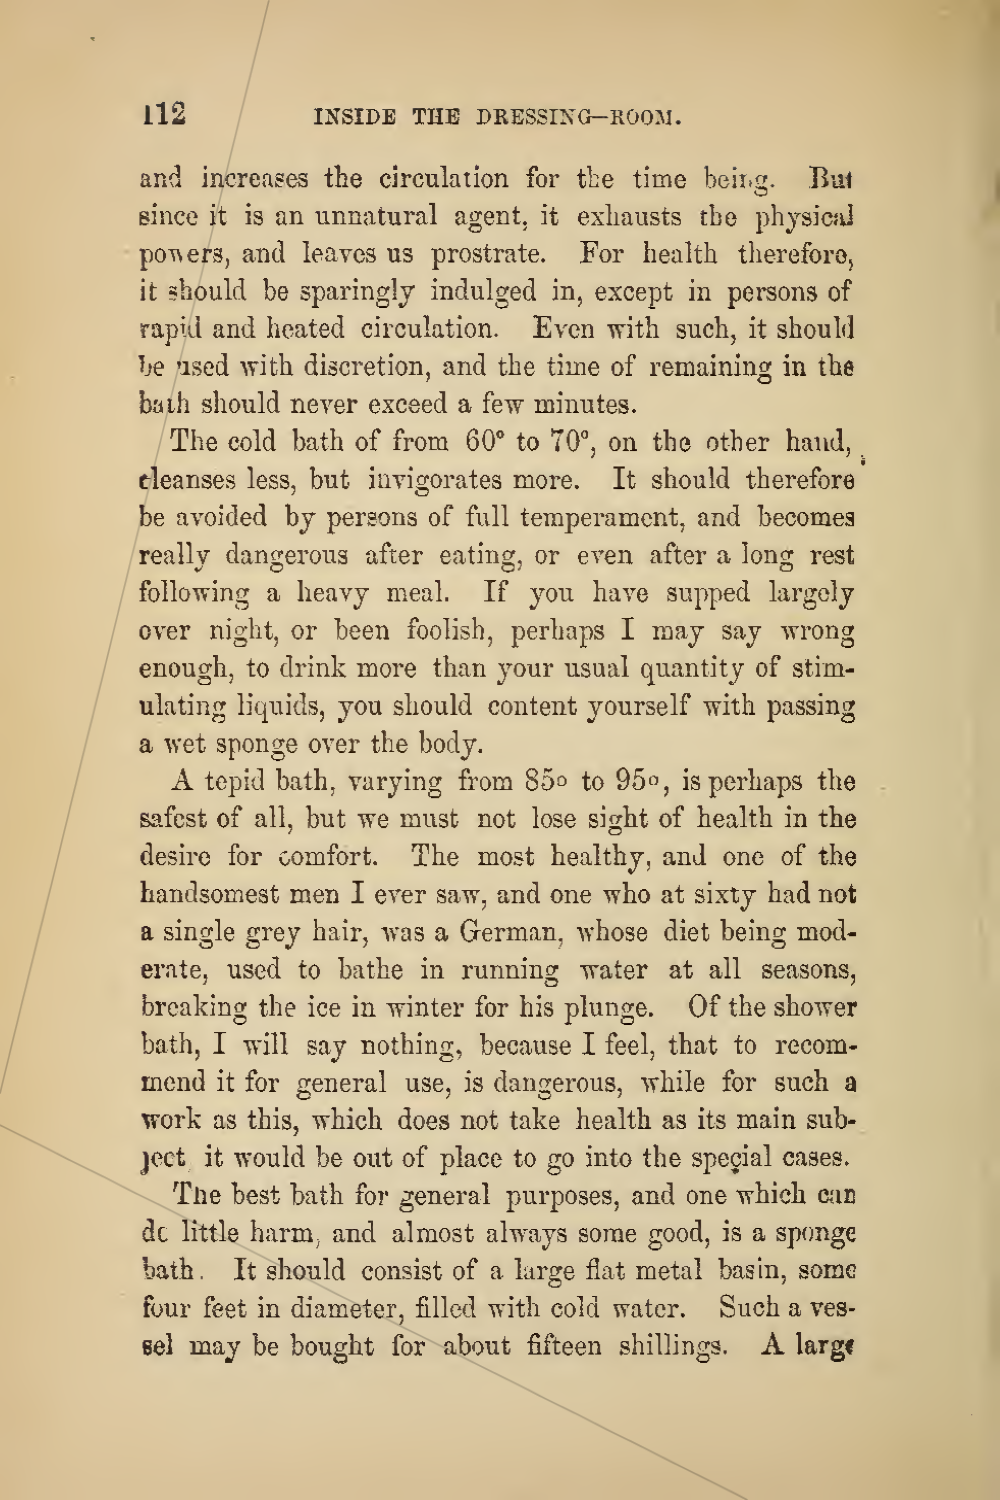 112 INSIDE THE DRESSING-ROOM.
and increases the circulation for the time being. But
since it is an unnatural agent, it exhausts the physical
powers, and leaves us prostrate. For health therefore,
it should be sparingly indulged in, except in persons of
rapid and heated circulation. Even with such, it should
be used with discretion, and the time of remaining in the
bath should never exceed a few minutes.
The cold bath of from 60° to 70°, on the other hand,
cleanses less, but invigorates more. It should therefore
be avoided by persons of full temperament, and becomes
really dangerous after eating, or even after a long rest
following a heavy meal. If you have supped largely
over night, or been foolish, perhaps I may say wrong
enough, to drink more than your usual quantity of stim-
ulating liquids, you should content yourself with passing
a wet sponge over the body.
A tepid bath, varying from 85o to 95o, is perhaps the
safest of all, but we must not lose sight of health in the
desire for comfort. The most healthy, and one of the
handsomest men I ever saw, and one who at sixty had not
a single grey hair, was a German, whose diet being mod-
erate, used to bathe in running water at all seasons,
breaking the ice in winter for his plunge. Of the shower
bath, I will say nothing, because I feel, that to recom-
mend it for general use, is dangerous, while for such a
work as this, which does not take health as its main sub-
ject it would be out of place to go into the special cases.
The best bath for general purposes, and one which can
do little harm, and almost always some good, is a sponge
bath. It should consist of a large flat metal basin, some
four feet in diameter, filled with cold water. Such a ves-
sel may be bought for about fifteen shillings. A large